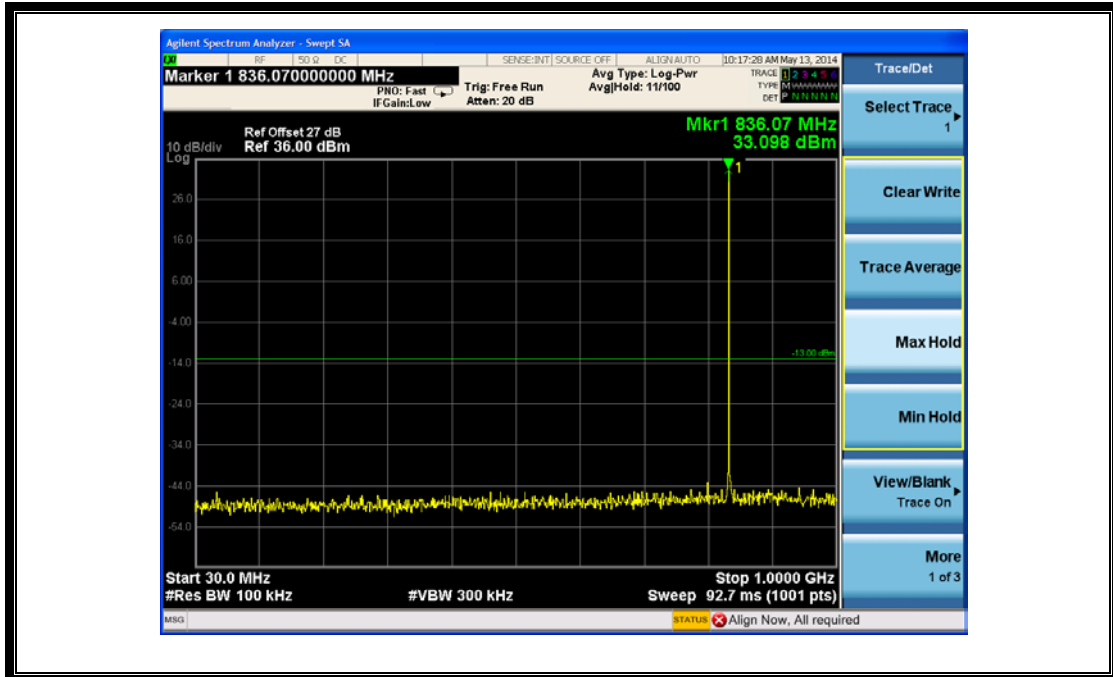 Agilent Spectrum Analyzer - Swept SA
RF 50 Ω DC SENSE:INT SOURCE OFF ALIGNAUTO 10:17:28 AM May 13, 2014
Marker 1 836.070000000 MHz
PNO: Fast
IFGain:Low
Trig: Free Run
Atten: 20 dB
Avg Type: Log-Pwr
Avg|Hold: 11/100
TRACE 1 2 3 4 5 6
TYPE M
DET P N N N N N
Mkr1 836.07 MHz
33.098 dBm
Ref Offset 27 dB
Ref 36.00 dBm
10 dB/div
Log
1
26.0
16.0
6.00
-4.00
-13.00 dBm
-14.0
-24.0
-34.0
-44.0
-54.0
Start 30.0 MHz
Stop 1.0000 GHz
#Res BW 100 kHz
#VBW 300 kHz
Sweep 92.7 ms (1001 pts)
MSG
STATUS Align Now, All required
Trace/Det
Select Trace
1
Clear Write
Trace Average
Max Hold
Min Hold
View/Blank
Trace On
More
1 of 3